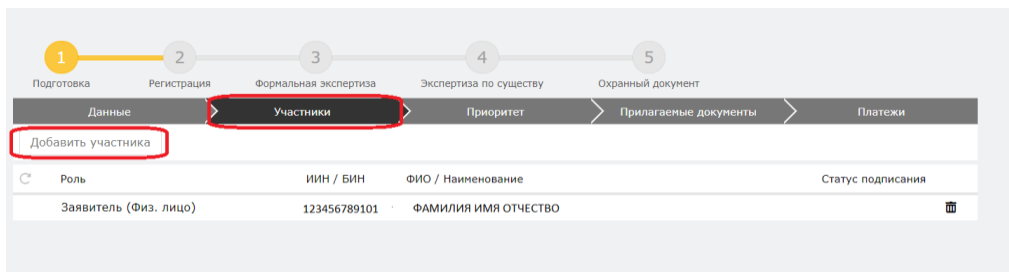 1 2 3 4 5
Подготовка Регистрация Формальная экспертиза Экспертиза по существу Охранный документ
Данные Участники Приоритет Прилагаемые документы Платежи
Добавить участника
Роль ИИН / БИН ФИО / Наименование Статус подписания
Заявитель (Физ. лицо) 123456789101 ФАМИЛИЯ ИМЯ ОТЧЕСТВО